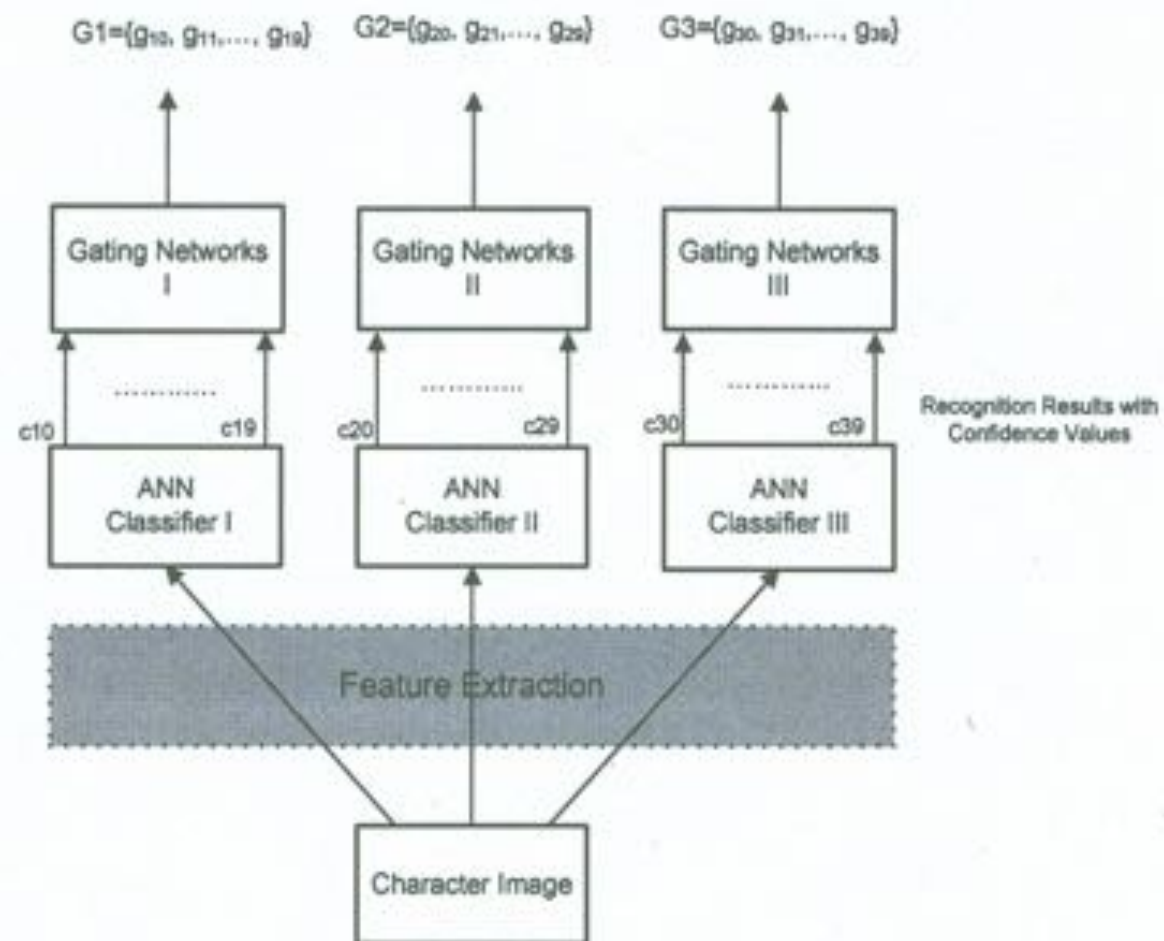 G1={g10, g11,..., g19}
G2={g20, g21,..., g29}
G3={g30, g31,..., g39}
Gating Networks
I
Gating Networks
II
Gating Networks
III
.............
.............
.............
c10
c19
c20
c29
c30
c39
Recognition Results with
Confidence Values
ANN
Classifier I
ANN
Classifier II
ANN
Classifier III
Feature Extraction
Character Image